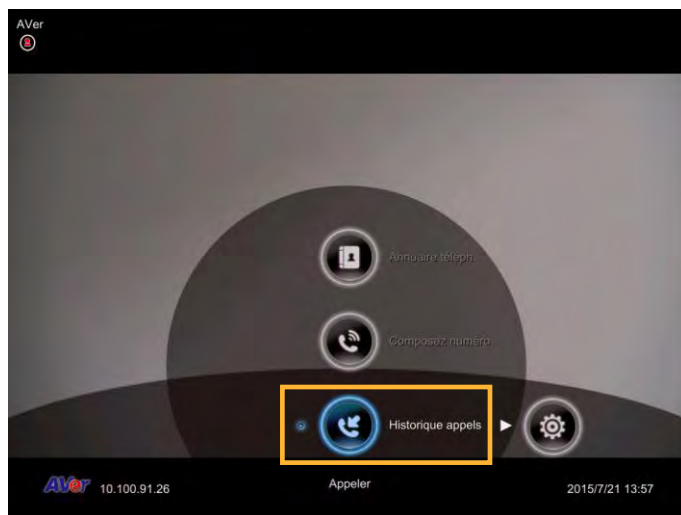 AVer
Annuaire téléph.
Composez numéro
Historique appels
AVer 10.100.91.26
Appeler
2015/7/21 13:57